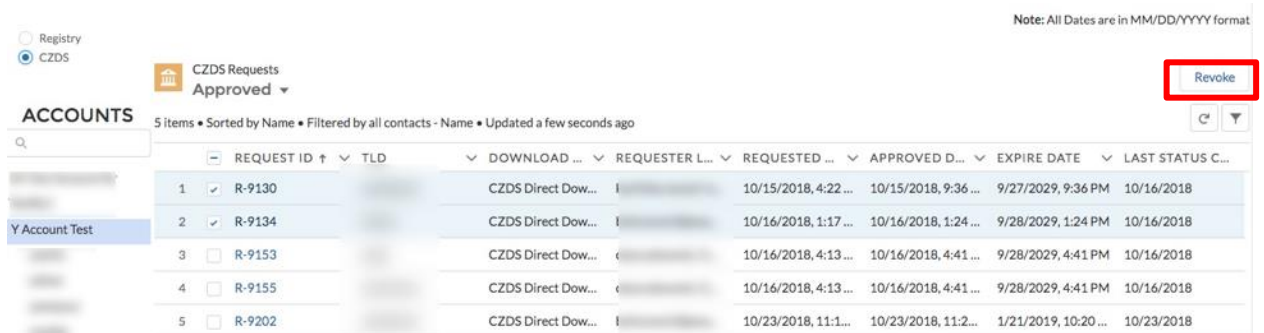 Note: All Dates are in MM/DD/YYYY format
Registry
CZDS
CZDS Requests
Approved
Revoke
ACCOUNTS
5 items • Sorted by Name • Filtered by all contacts - Name • Updated a few seconds ago
REQUEST ID ↑ TLD DOWNLOAD ... REQUESTER L... REQUESTED ... APPROVED D... EXPIRE DATE LAST STATUS C...
1 R-9130 CZDS Direct Dow... 10/15/2018, 4:22 ... 10/15/2018, 9:36 ... 9/27/2029, 9:36 PM 10/16/2018
2 R-9134 CZDS Direct Dow... 10/16/2018, 1:17 ... 10/16/2018, 1:24 ... 9/28/2029, 1:24 PM 10/16/2018
Y Account Test
3 R-9153 CZDS Direct Dow... 10/16/2018, 4:13 ... 10/16/2018, 4:41 ... 9/28/2029, 4:41 PM 10/16/2018
4 R-9155 CZDS Direct Dow... 10/16/2018, 4:13 ... 10/16/2018, 4:41 ... 9/28/2029, 4:41 PM 10/16/2018
5 R-9202 CZDS Direct Dow... 10/23/2018, 11:1... 10/23/2018, 11:2... 1/21/2019, 10:20 ... 10/23/2018